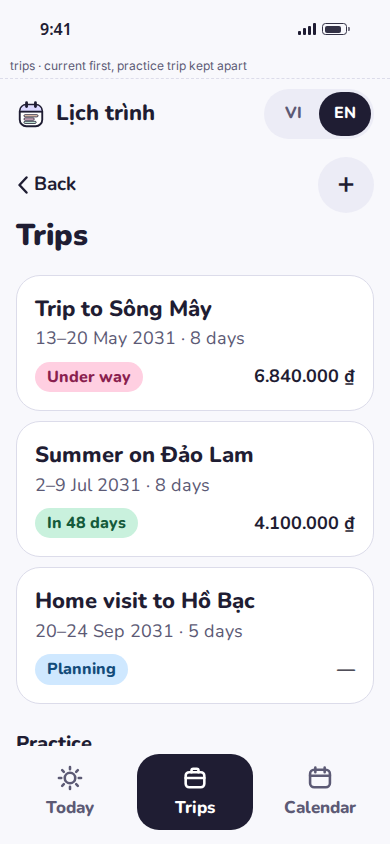 9:41
trips · current first, practice trip kept apart
Lịch trình
VI
EN
Back
+
Trips
Trip to Sông Mây
13–20 May 2031 · 8 days
Under way
6.840.000 ₫
Summer on Đảo Lam
2–9 Jul 2031 · 8 days
In 48 days
4.100.000 ₫
Home visit to Hồ Bạc
20–24 Sep 2031 · 5 days
Planning
—
Practice
Today
Trips
Calendar